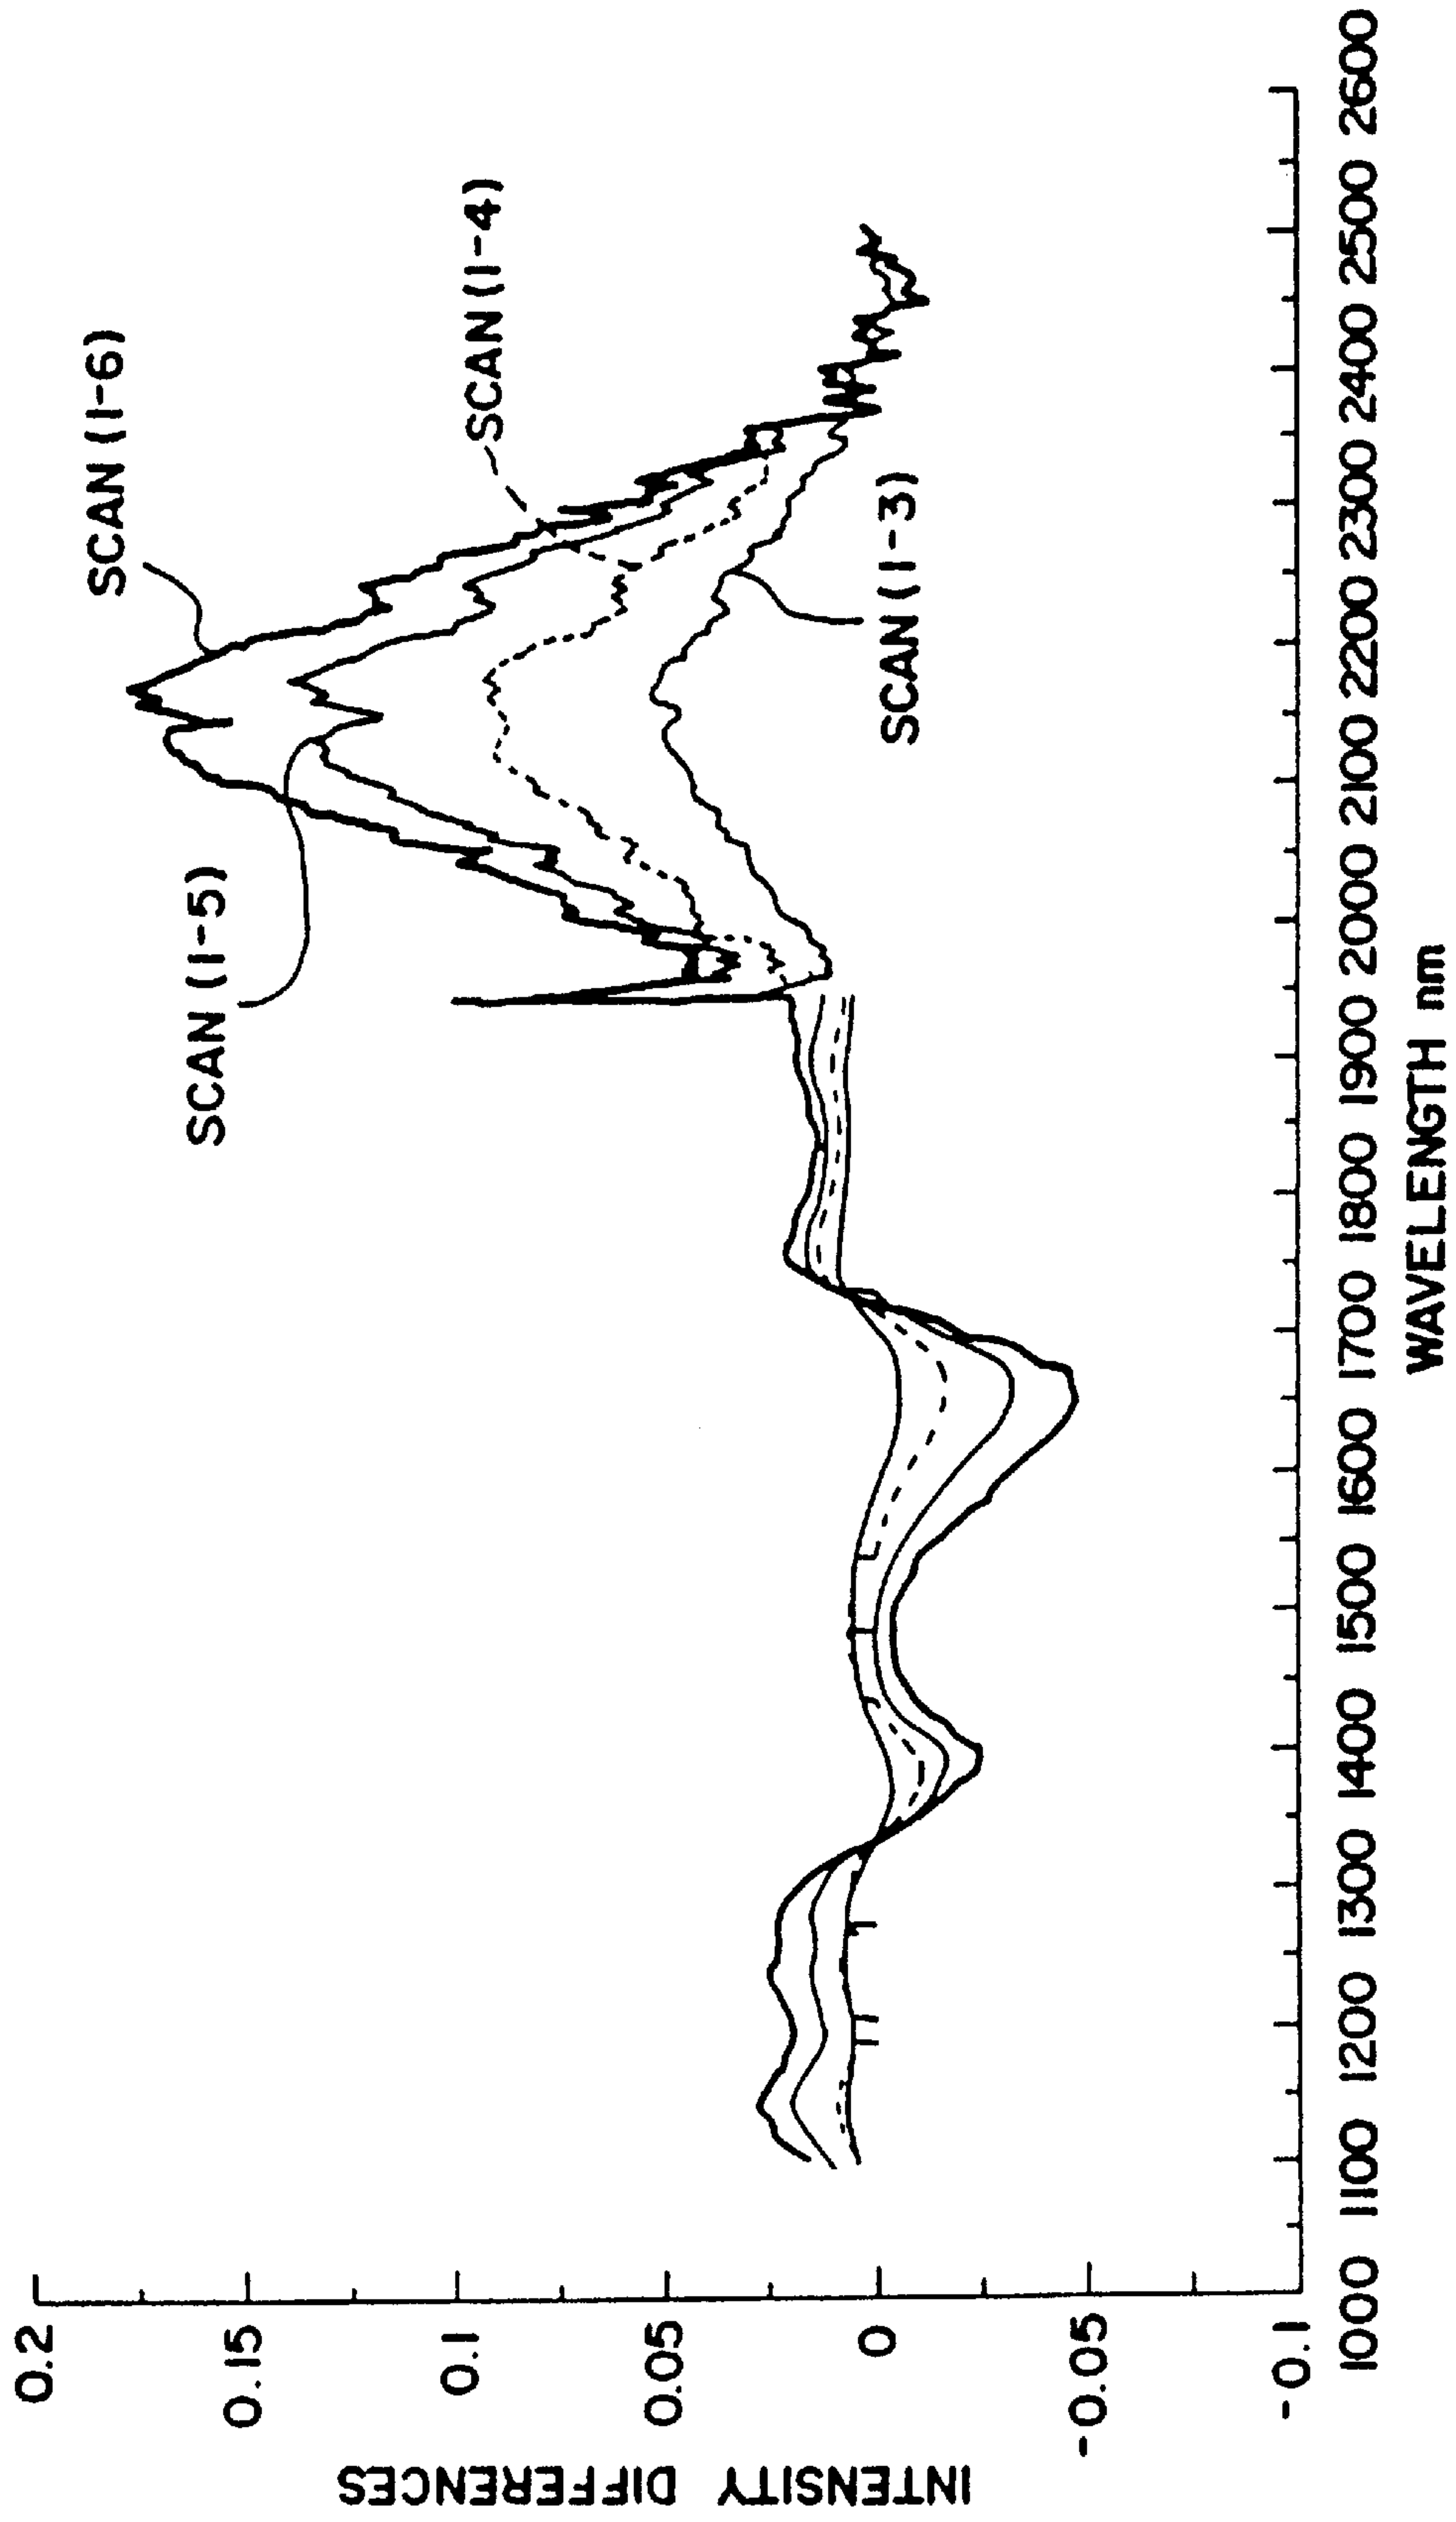 SCAN (1-6)
SCAN (1-4)
SCAN (1-5)
SCAN (1-3)
0.2
0.15
0.1
0.05
0
-0.05
-0.1
INTENSITY DIFFERENCES
1000 1100 1200 1300 1400 1500 1600 1700 1800 1900 2000 2100 2200 2300 2400 2500 2600
WAVELENGTH nm